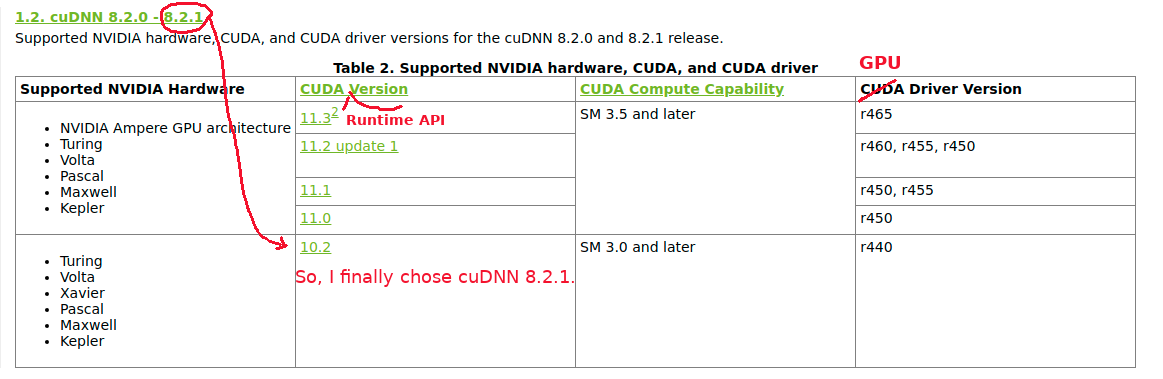 1.2. cuDNN 8.2.0 - 8.2.1
Supported NVIDIA hardware, CUDA, and CUDA driver versions for the cuDNN 8.2.0 and 8.2.1 release.
Table 2. Supported NVIDIA hardware, CUDA, and CUDA driver
GPU
Supported NVIDIA Hardware CUDA Version CUDA Compute Capability CUDA Driver Version
• NVIDIA Ampere GPU architecture
• Turing
• Volta
• Pascal
• Maxwell
• Kepler
11.3² Runtime API
SM 3.5 and later
r465
11.2 update 1
r460, r455, r450
11.1
r450, r455
11.0
r450
• Turing
• Volta
• Xavier
• Pascal
• Maxwell
• Kepler
10.2
So, I finally chose cuDNN 8.2.1.
SM 3.0 and later
r440